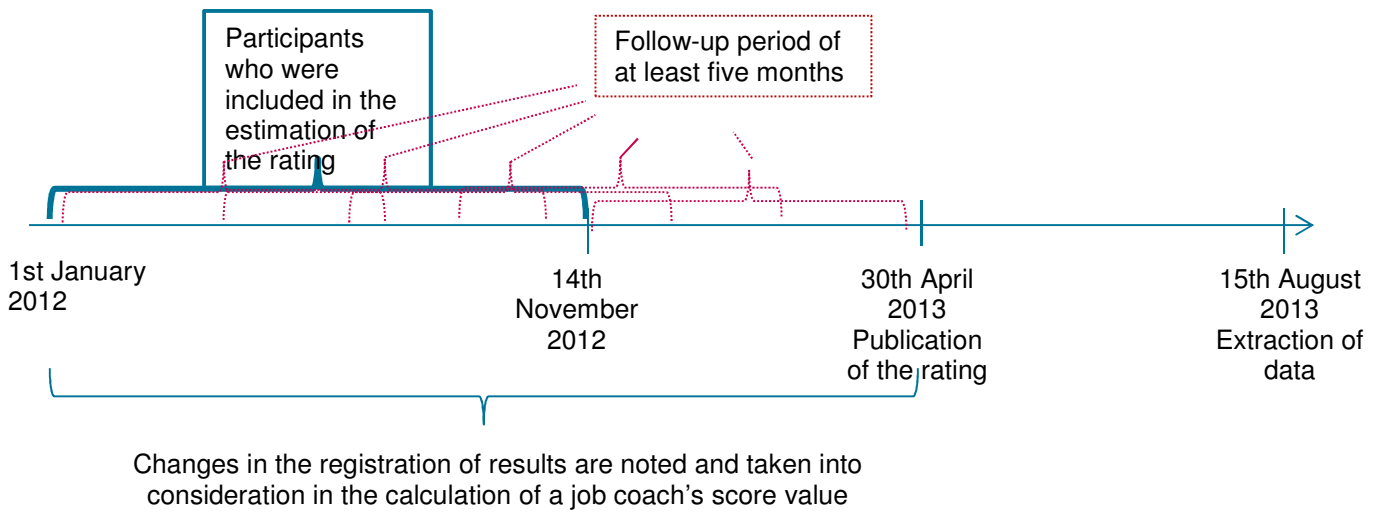 Participants
who were
included in the
estimation of
the rating
Follow-up period of
at least five months
1st January
2012
14th
November
2012
30th April
2013
Publication
of the rating
15th August
2013
Extraction of
data
Changes in the registration of results are noted and taken into
consideration in the calculation of a job coach's score value